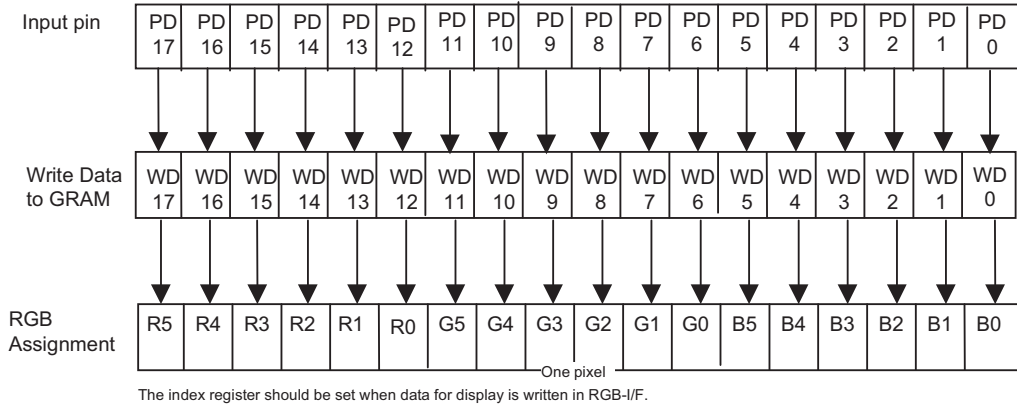 Input pin PD 17 PD 16 PD 15 PD 14 PD 13 PD 12 PD 11 PD 10 PD 9 PD 8 PD 7 PD 6 PD 5 PD 4 PD 3 PD 2 PD 1 PD 0
Write Data to GRAM WD 17 WD 16 WD 15 WD 14 WD 13 WD 12 WD 11 WD 10 WD 9 WD 8 WD 7 WD 6 WD 5 WD 4 WD 3 WD 2 WD 1 WD 0
RGB Assignment R5 R4 R3 R2 R1 R0 G5 G4 G3 G2 G1 G0 B5 B4 B3 B2 B1 B0
One pixel
The index register should be set when data for display is written in RGB-I/F.